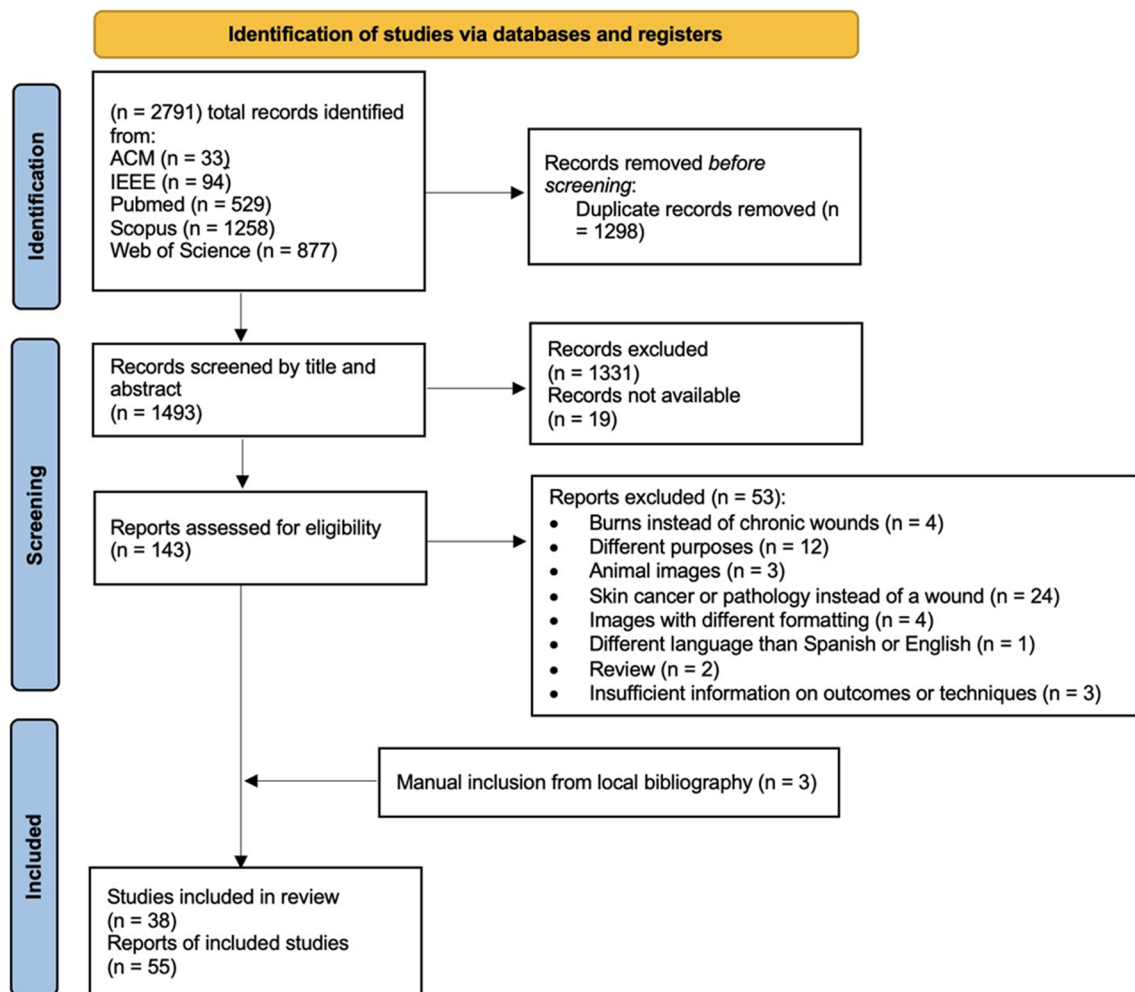 Identification of studies via databases and registers
Identification
(n = 2791) total records identified
from:
ACM (n = 33)
IEEE (n = 94)
Pubmed (n = 529)
Scopus (n = 1258)
Web of Science (n = 877)
Records removed before
screening:
Duplicate records removed (n
= 1298)
Screening
Records screened by title and
abstract
(n = 1493)
Records excluded
(n = 1331)
Records not available
(n = 19)
Reports assessed for eligibility
(n = 143)
Reports excluded (n = 53):
• Burns instead of chronic wounds (n = 4)
• Different purposes (n = 12)
• Animal images (n = 3)
• Skin cancer or pathology instead of a wound (n = 24)
• Images with different formatting (n = 4)
• Different language than Spanish or English (n = 1)
• Review (n = 2)
• Insufficient information on outcomes or techniques (n = 3)
Included
Manual inclusion from local bibliography (n = 3)
Studies included in review
(n = 38)
Reports of included studies
(n = 55)